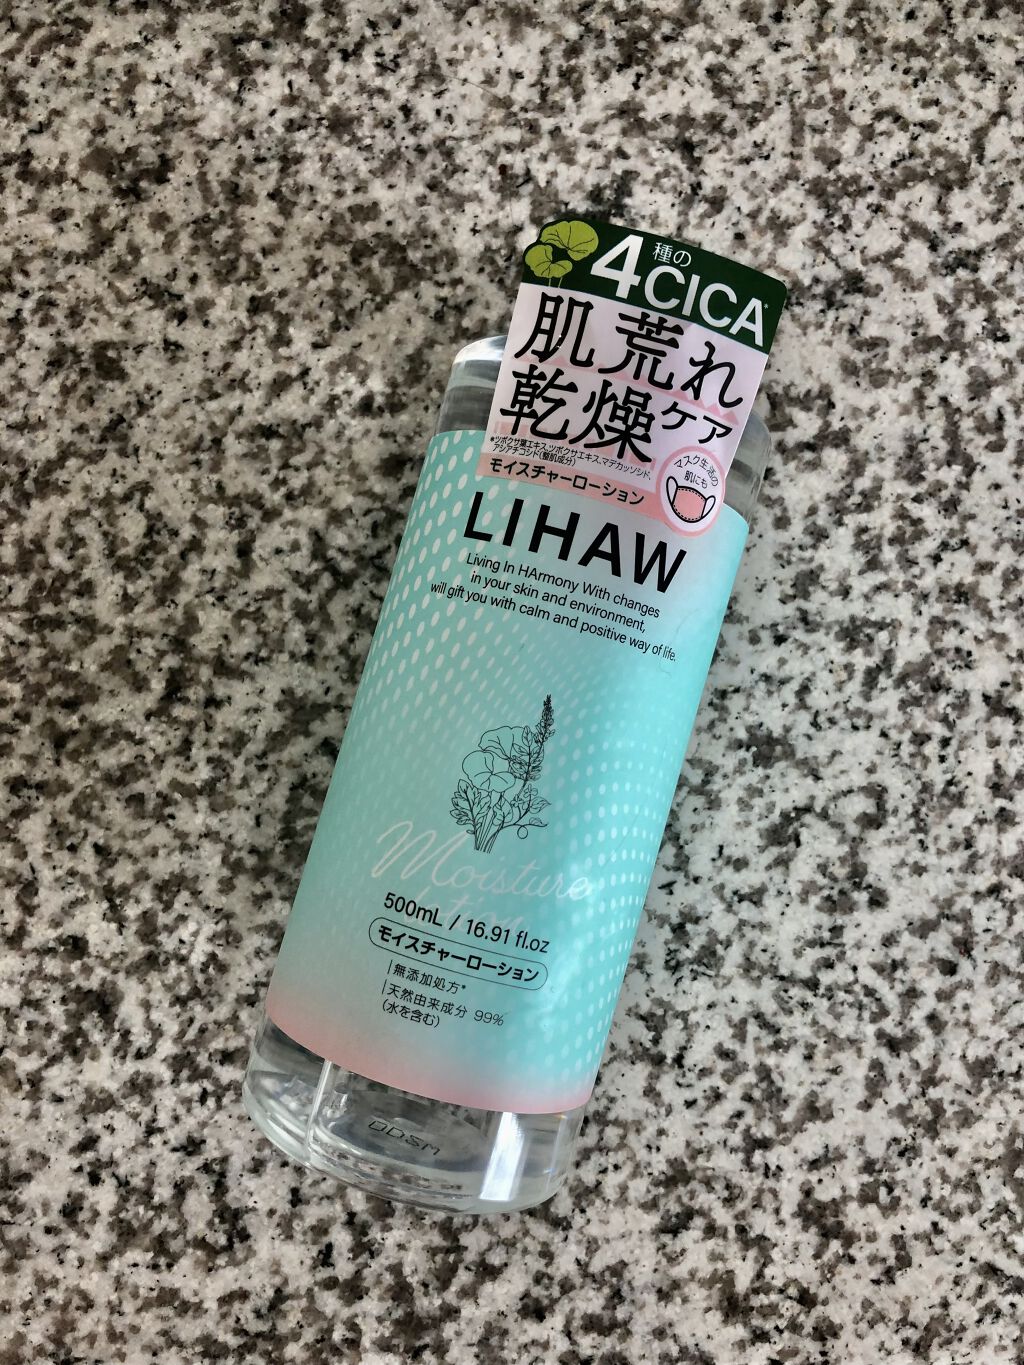 4種のCICA*
肌荒れ
乾燥ケア
*ツボクサ葉エキス、ツボクサエキス、マデカッソシド、
アシアチコシド(整肌成分)
モイスチャーローション
マスク生活の
肌にも
LIHAW
Living In HArmony With changes
in your skin and environment,
will gift you with calm and positive way of life.
Moisture
lotion
500mL / 16.91 fl.oz
モイスチャーローション
無添加処方*
天然由来成分 99%
(水を含む)